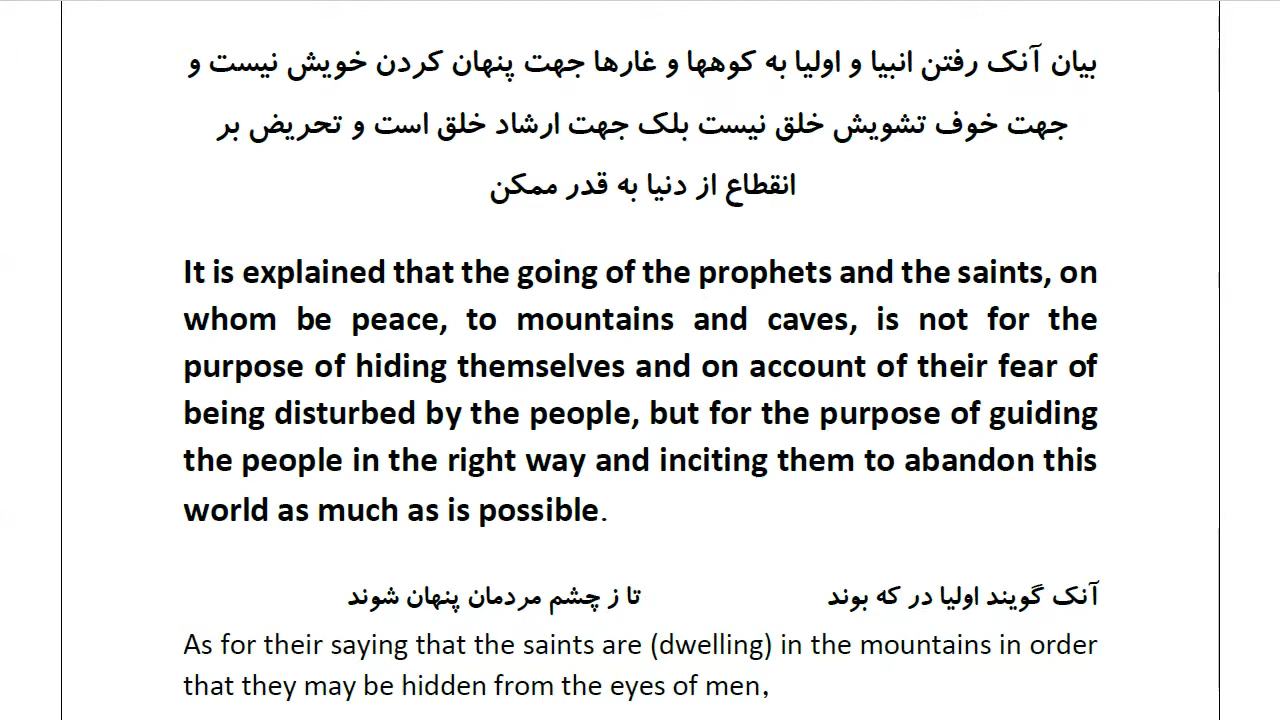 بیان آنک رفتن انبیا و اولیا به کوهها و غارها جهت پنهان کردن خویش نیست و
جهت خوف تشویش خلق نیست بلک جهت ارشاد خلق است و تحریض بر
انقطاع از دنیا به قدر ممکن
It is explained that the going of the prophets and the saints, on
whom be peace, to mountains and caves, is not for the
purpose of hiding themselves and on account of their fear of
being disturbed by the people, but for the purpose of guiding
the people in the right way and inciting them to abandon this
world as much as is possible.
آنک گویند اولیا در که بوند تا ز چشم مردمان پنهان شوند
As for their saying that the saints are (dwelling) in the mountains in order
that they may be hidden from the eyes of men,